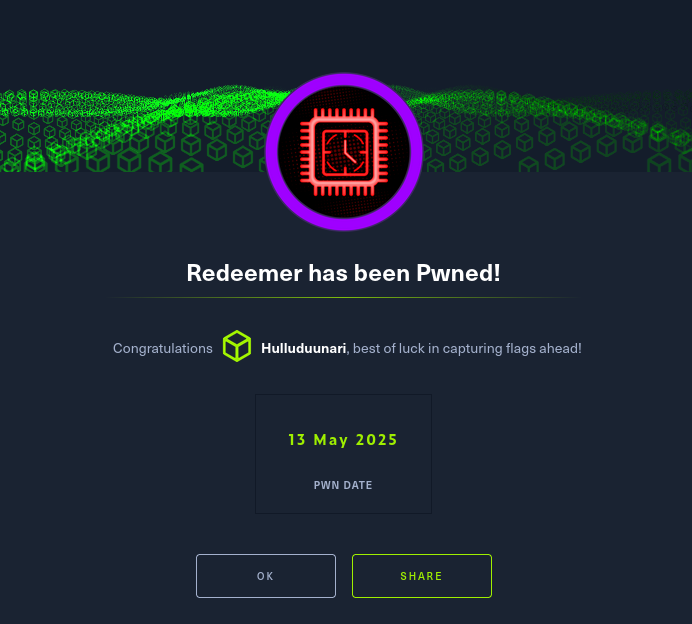 Redeemer has been Pwned!
Congratulations Hulluduunari, best of luck in capturing flags ahead!
13 May 2025
PWN DATE
OK SHARE